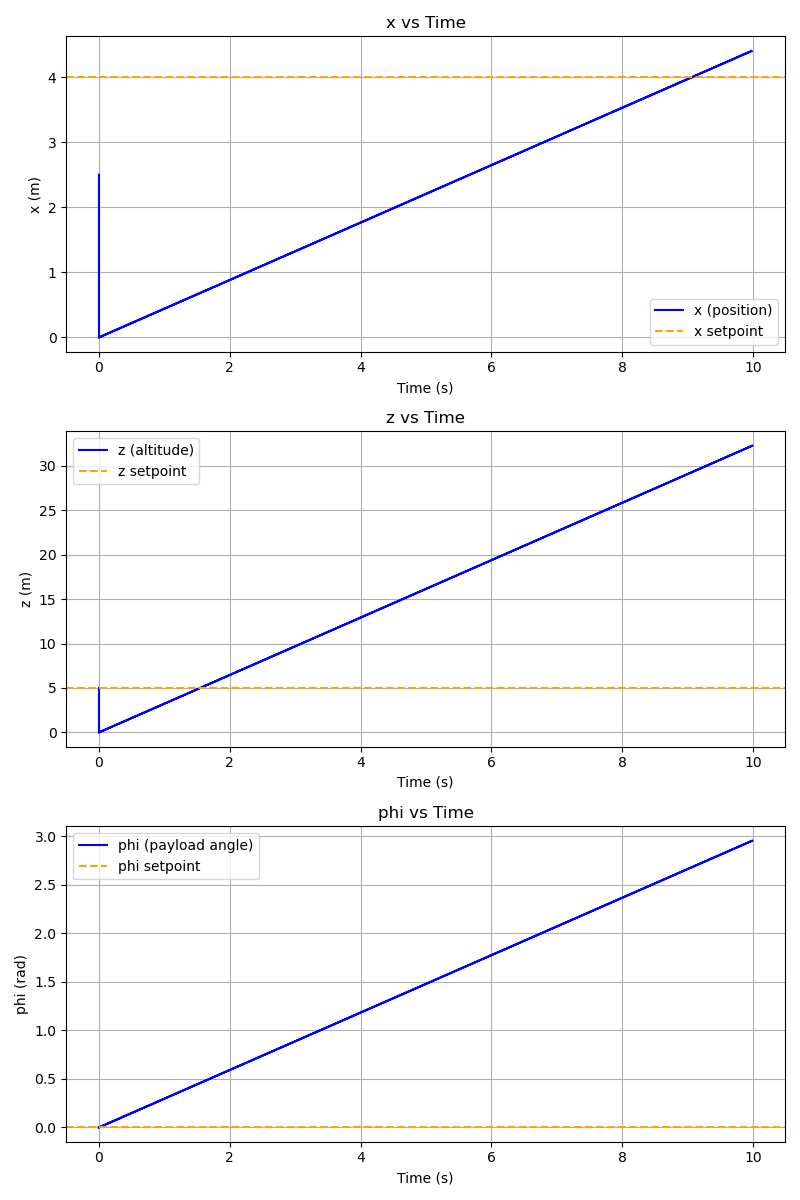 x vs Time
4
3
2
1
0
x (m)
x (position)
x setpoint
0 2 4 6 8 10
Time (s)
z vs Time
z (altitude)
z setpoint
30
25
20
15
10
5
0
z (m)
0 2 4 6 8 10
Time (s)
phi vs Time
phi (payload angle)
phi setpoint
3.0
2.5
2.0
1.5
1.0
0.5
0.0
phi (rad)
0 2 4 6 8 10
Time (s)